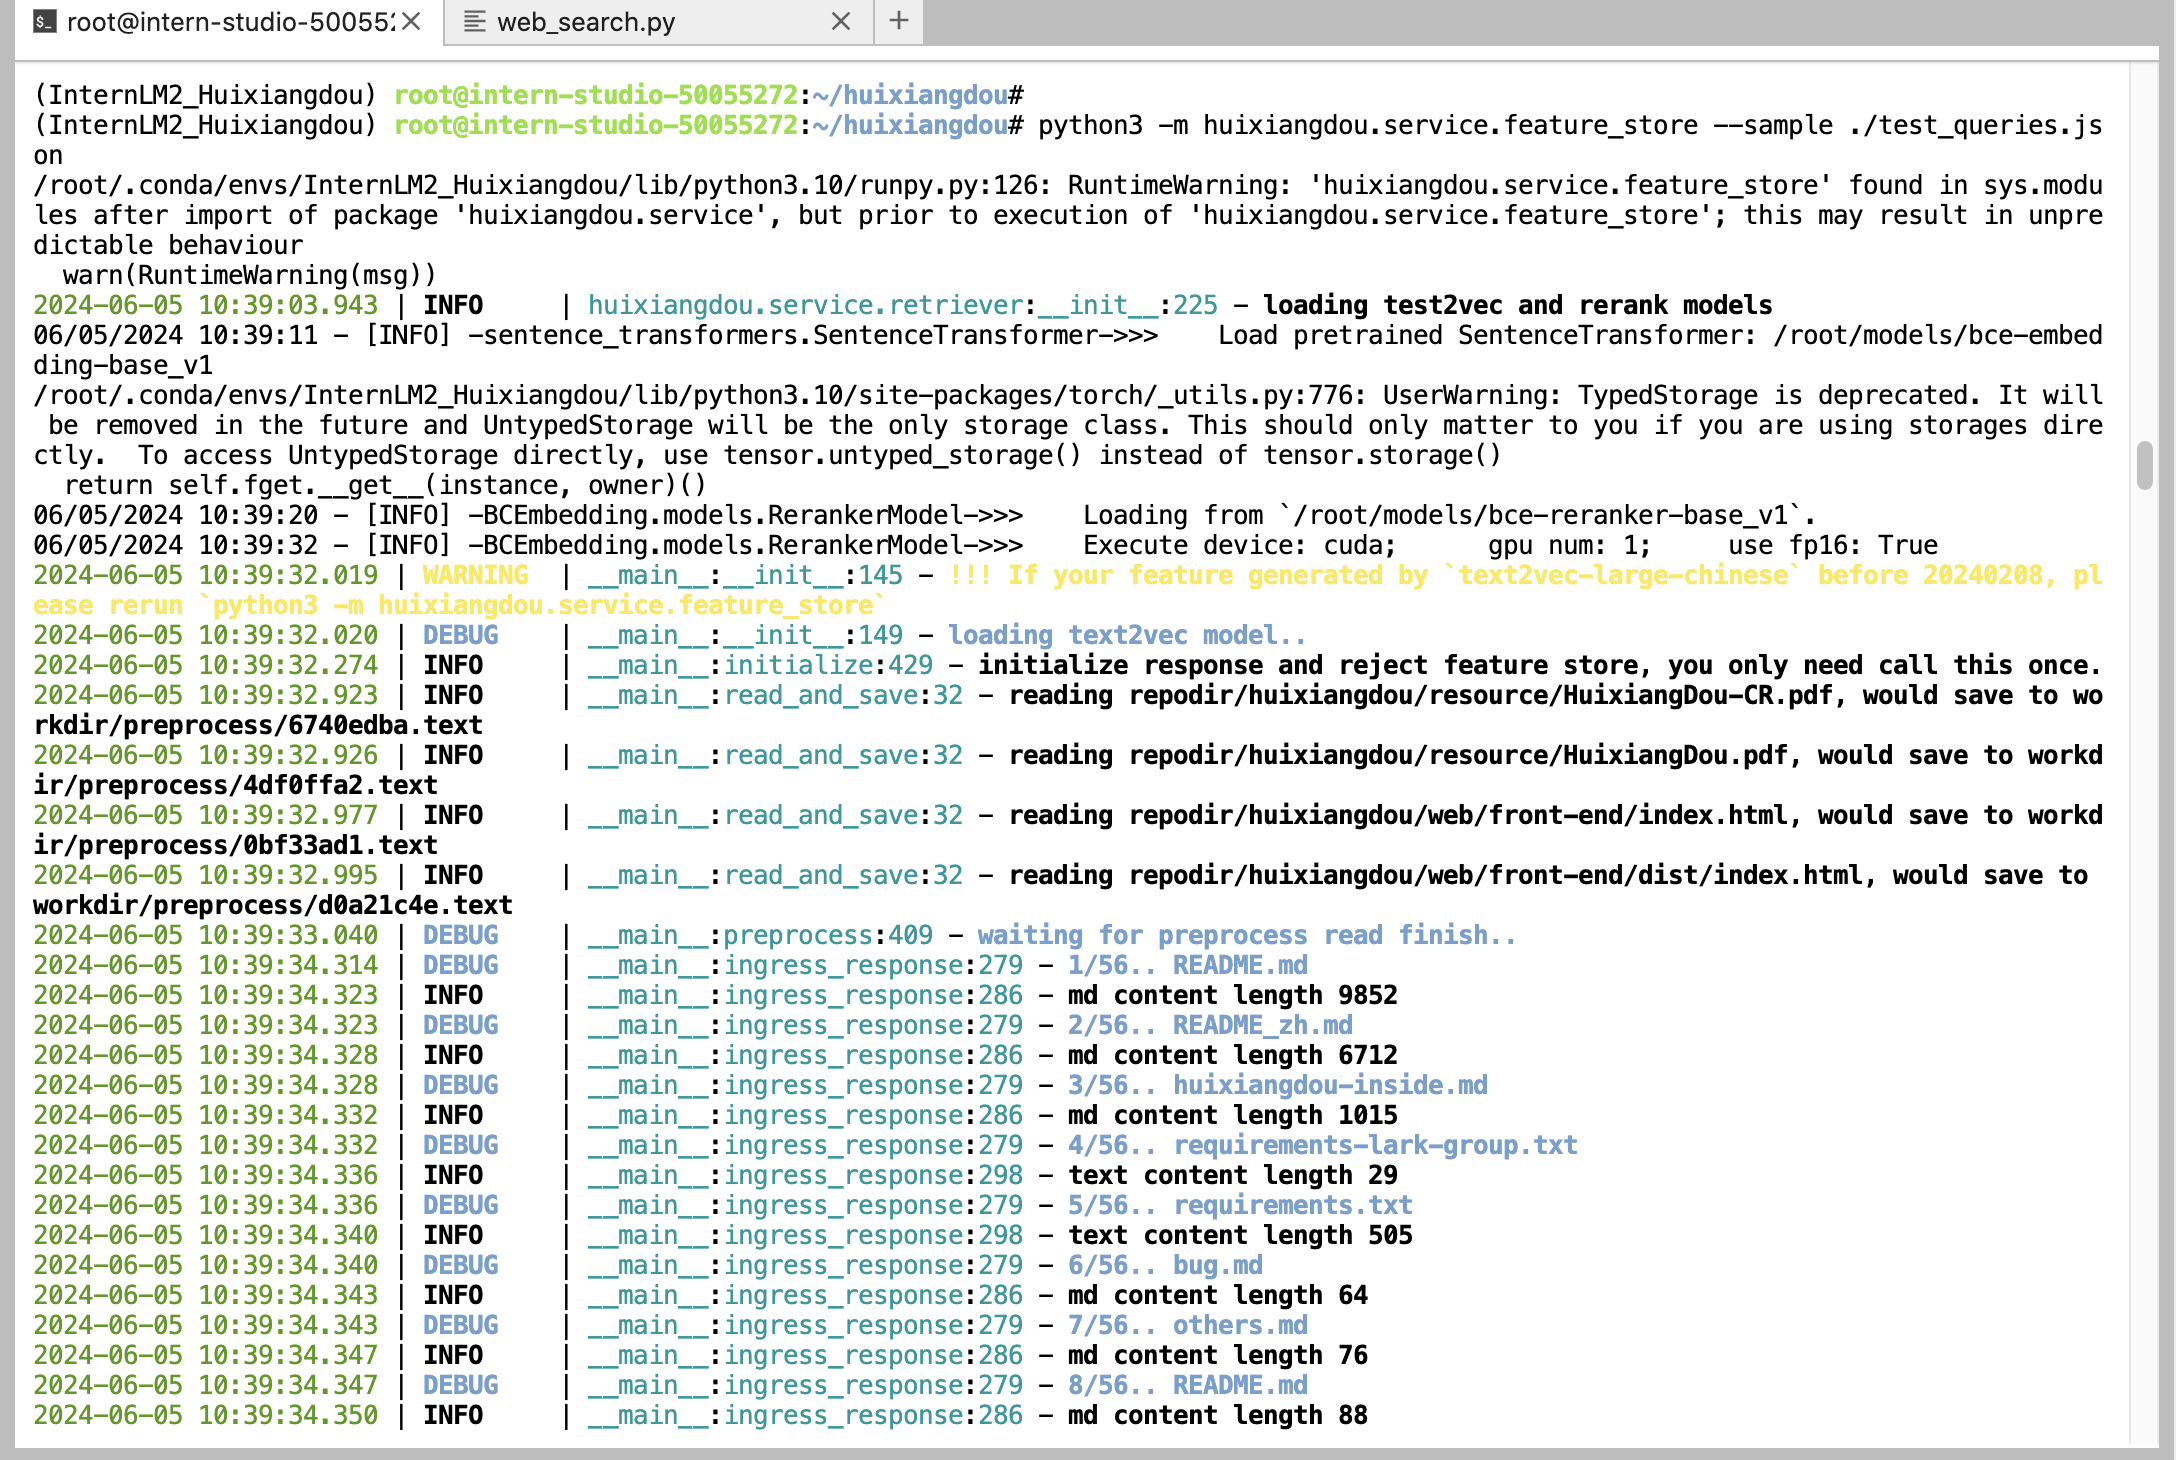 root@intern-studio-500552
web_search.py
(InternLM2_Huixiangdou) root@intern-studio-50055272:~/huixiangdou#
(InternLM2_Huixiangdou) root@intern-studio-50055272:~/huixiangdou# python3 -m huixiangdou.service.feature_store --sample ./test_queries.js
on
/root/.conda/envs/InternLM2_Huixiangdou/lib/python3.10/runpy.py:126: RuntimeWarning: 'huixiangdou.service.feature_store' found in sys.modu
les after import of package 'huixiangdou.service', but prior to execution of 'huixiangdou.service.feature_store'; this may result in unpre
dictable behaviour
  warn(RuntimeWarning(msg))
2024-06-05 10:39:03.943 | INFO     | huixiangdou.service.retriever:__init__:225 - loading test2vec and rerank models
06/05/2024 10:39:11 - [INFO] -sentence_transformers.SentenceTransformer->>>    Load pretrained SentenceTransformer: /root/models/bce-embed
ding-base_v1
/root/.conda/envs/InternLM2_Huixiangdou/lib/python3.10/site-packages/torch/_utils.py:776: UserWarning: TypedStorage is deprecated. It will
 be removed in the future and UntypedStorage will be the only storage class. This should only matter to you if you are using storages dire
ctly.  To access UntypedStorage directly, use tensor.untyped_storage() instead of tensor.storage()
  return self.fget.__get__(instance, owner)()
06/05/2024 10:39:20 - [INFO] -BCEmbedding.models.RerankerModel->>>    Loading from `/root/models/bce-reranker-base_v1`.
06/05/2024 10:39:32 - [INFO] -BCEmbedding.models.RerankerModel->>>    Execute device: cuda;      gpu num: 1;     use fp16: True
2024-06-05 10:39:32.019 | WARNING  | __main__:__init__:145 - !!! If your feature generated by `text2vec-large-chinese` before 20240208, pl
ease rerun `python3 -m huixiangdou.service.feature_store`
2024-06-05 10:39:32.020 | DEBUG    | __main__:__init__:149 - loading text2vec model..
2024-06-05 10:39:32.274 | INFO     | __main__:initialize:429 - initialize response and reject feature store, you only need call this once.
2024-06-05 10:39:32.923 | INFO     | __main__:read_and_save:32 - reading repodir/huixiangdou/resource/HuixiangDou-CR.pdf, would save to wo
rkdir/preprocess/6740edba.text
2024-06-05 10:39:32.926 | INFO     | __main__:read_and_save:32 - reading repodir/huixiangdou/resource/HuixiangDou.pdf, would save to workd
ir/preprocess/4df0ffa2.text
2024-06-05 10:39:32.977 | INFO     | __main__:read_and_save:32 - reading repodir/huixiangdou/web/front-end/index.html, would save to workd
ir/preprocess/0bf33ad1.text
2024-06-05 10:39:32.995 | INFO     | __main__:read_and_save:32 - reading repodir/huixiangdou/web/front-end/dist/index.html, would save to
workdir/preprocess/d0a21c4e.text
2024-06-05 10:39:33.040 | DEBUG    | __main__:preprocess:409 - waiting for preprocess read finish..
2024-06-05 10:39:34.314 | DEBUG    | __main__:ingress_response:279 - 1/56.. README.md
2024-06-05 10:39:34.323 | INFO     | __main__:ingress_response:286 - md content length 9852
2024-06-05 10:39:34.323 | DEBUG    | __main__:ingress_response:279 - 2/56.. README_zh.md
2024-06-05 10:39:34.328 | INFO     | __main__:ingress_response:286 - md content length 6712
2024-06-05 10:39:34.328 | DEBUG    | __main__:ingress_response:279 - 3/56.. huixiangdou-inside.md
2024-06-05 10:39:34.332 | INFO     | __main__:ingress_response:286 - md content length 1015
2024-06-05 10:39:34.332 | DEBUG    | __main__:ingress_response:279 - 4/56.. requirements-lark-group.txt
2024-06-05 10:39:34.336 | INFO     | __main__:ingress_response:298 - text content length 29
2024-06-05 10:39:34.336 | DEBUG    | __main__:ingress_response:279 - 5/56.. requirements.txt
2024-06-05 10:39:34.340 | INFO     | __main__:ingress_response:298 - text content length 505
2024-06-05 10:39:34.340 | DEBUG    | __main__:ingress_response:279 - 6/56.. bug.md
2024-06-05 10:39:34.343 | INFO     | __main__:ingress_response:286 - md content length 64
2024-06-05 10:39:34.343 | DEBUG    | __main__:ingress_response:279 - 7/56.. others.md
2024-06-05 10:39:34.347 | INFO     | __main__:ingress_response:286 - md content length 76
2024-06-05 10:39:34.347 | DEBUG    | __main__:ingress_response:279 - 8/56.. README.md
2024-06-05 10:39:34.350 | INFO     | __main__:ingress_response:286 - md content length 88